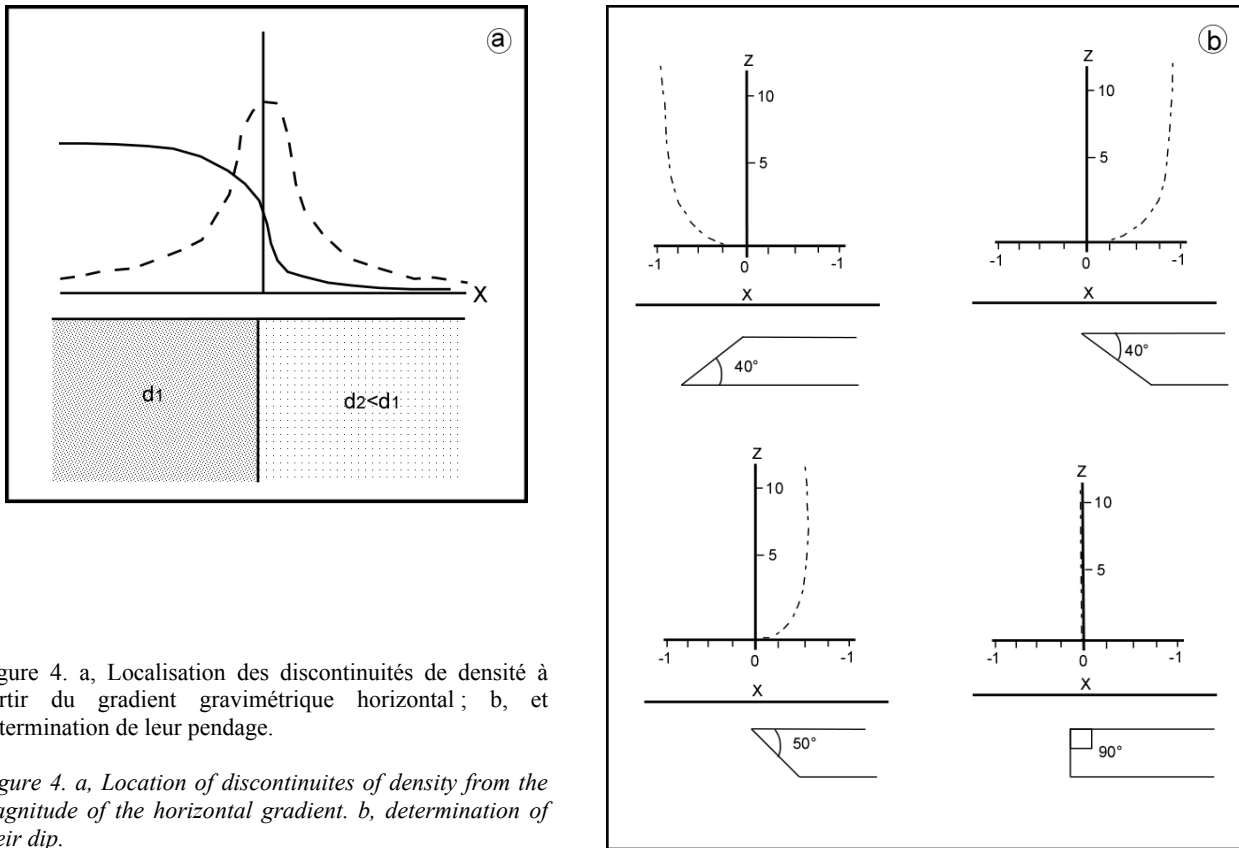 a
X
d1
d2<d1
b
Z
10
5
-1
0
-1
X
40°
Z
10
5
-1
0
-1
X
40°
Z
10
5
-1
0
-1
X
50°
Z
10
5
-1
0
-1
X
90°
gure 4. a, Localisation des discontinuités de densité à
rtir du gradient gravimétrique horizontal ; b, et
termination de leur pendage.
gure 4. a, Location of discontinuites of density from the
agnitude of the horizontal gradient. b, determination of
eir dip.